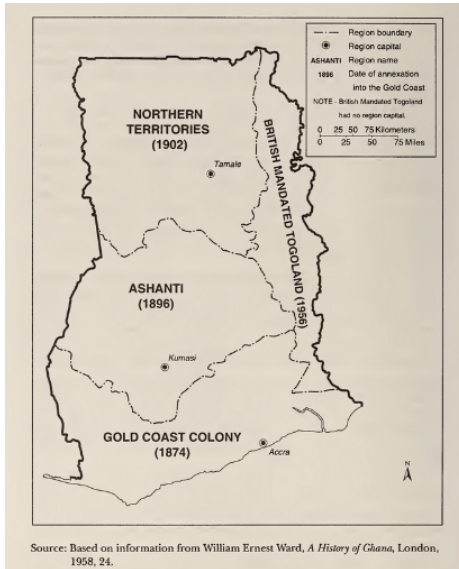 Region boundary
Region capital
ASHANTI Region name
1896 Date of annexation
into the Gold Coast
NOTE - British Mandated Togoland
had no region capital.
0 25 50 75 Kilometers
0 25 50 75 Miles
NORTHERN
TERRITORIES
(1902)
Tamale
BRITISH MANDATED TOGOLAND (1956)
ASHANTI
(1896)
Kumasi
GOLD COAST COLONY
(1874)
Accra
N
Source: Based on information from William Ernest Ward, A History of Ghana, London,
1958, 24.